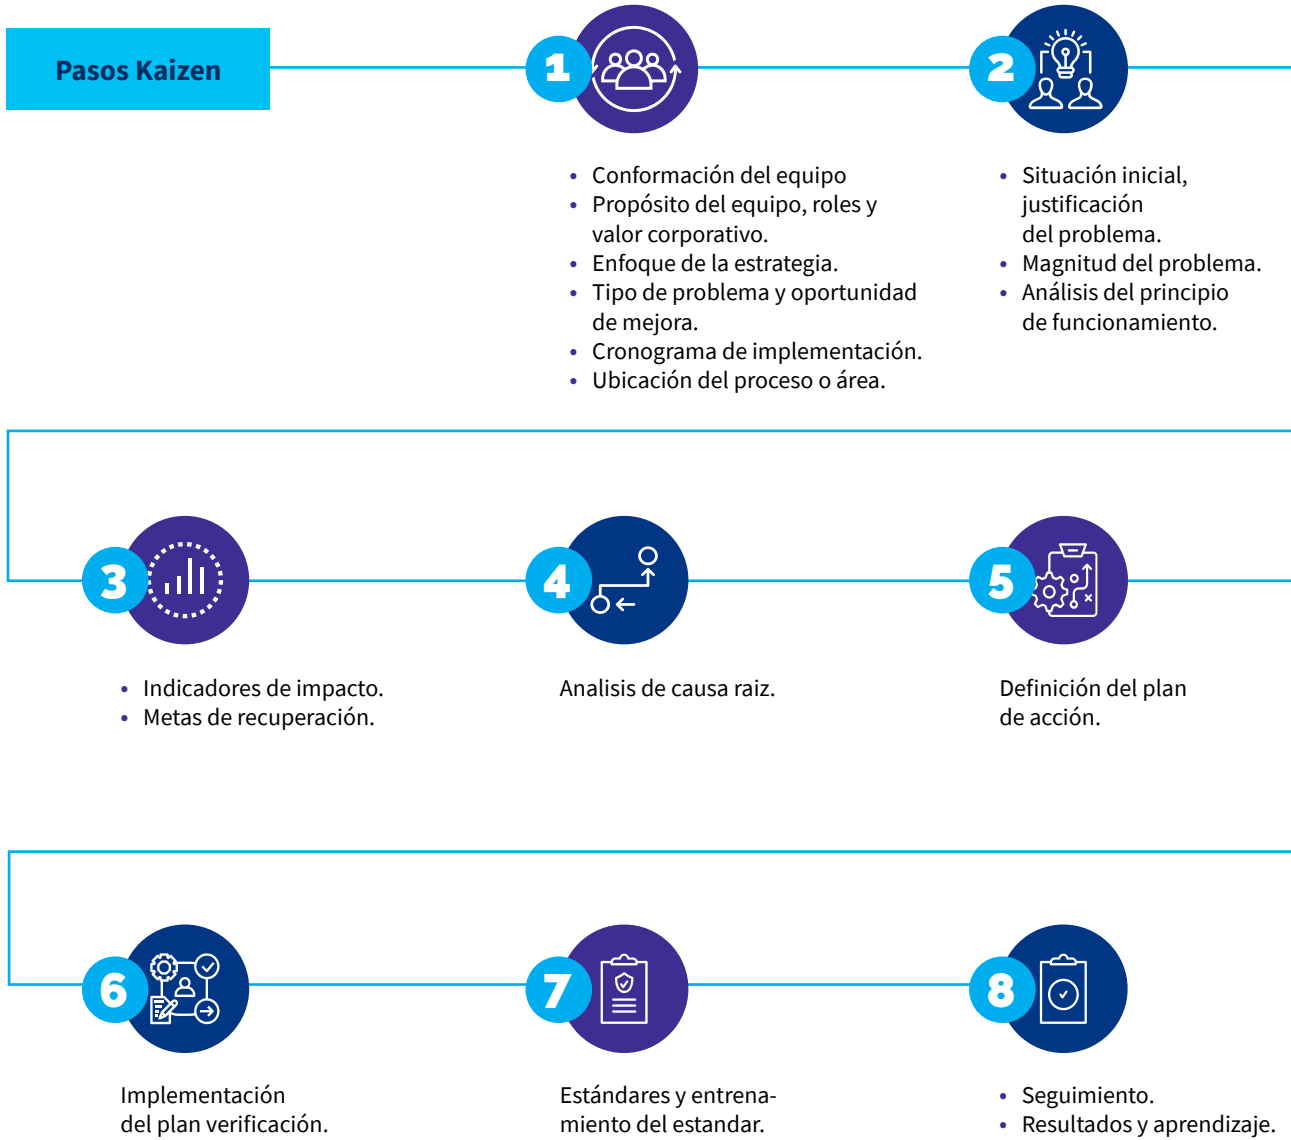 Pasos Kaizen
1
• Conformación del equipo
• Propósito del equipo, roles y
valor corporativo.
• Enfoque de la estrategia.
• Tipo de problema y oportunidad
de mejora.
• Cronograma de implementación.
• Ubicación del proceso o área.
2
• Situación inicial,
justificación
del problema.
• Magnitud del problema.
• Análisis del principio
de funcionamiento.
3
• Indicadores de impacto.
• Metas de recuperación.
4
Analisis de causa raiz.
5
Definición del plan
de acción.
6
Implementación
del plan verificación.
7
Estándares y entrena-
miento del estandar.
8
• Seguimiento.
• Resultados y aprendizaje.